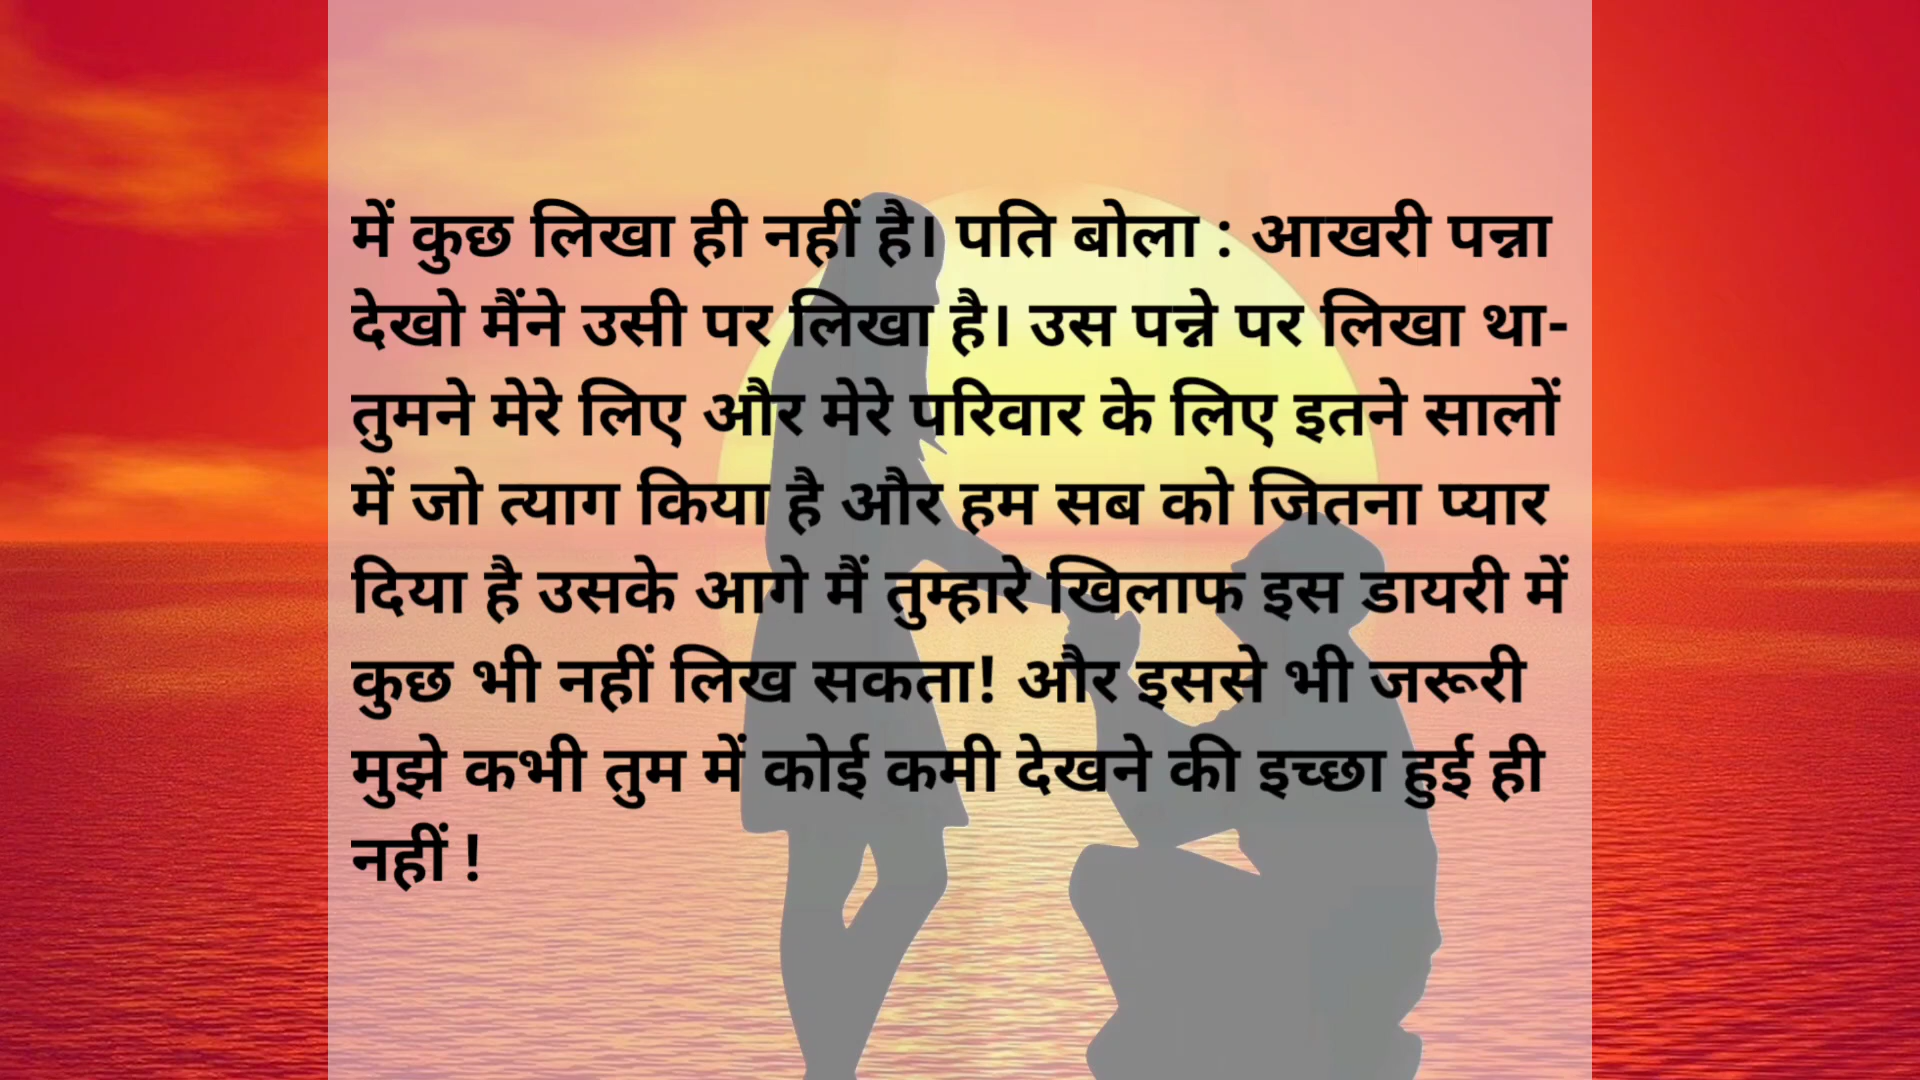 में कुछ लिखा ही नहीं है। पति बोला : आखरी पन्ना
देखो मैंने उसी पर लिखा है। उस पन्ने पर लिखा था-
तुमने मेरे लिए और मेरे परिवार के लिए इतने सालों
में जो त्याग किया है और हम सब को जितना प्यार
दिया है उसके आगे मैं तुम्हारे खिलाफ इस डायरी में
कुछ भी नहीं लिख सकता! और इससे भी जरूरी
मुझे कभी तुम में कोई कमी देखने की इच्छा हुई ही
नहीं !